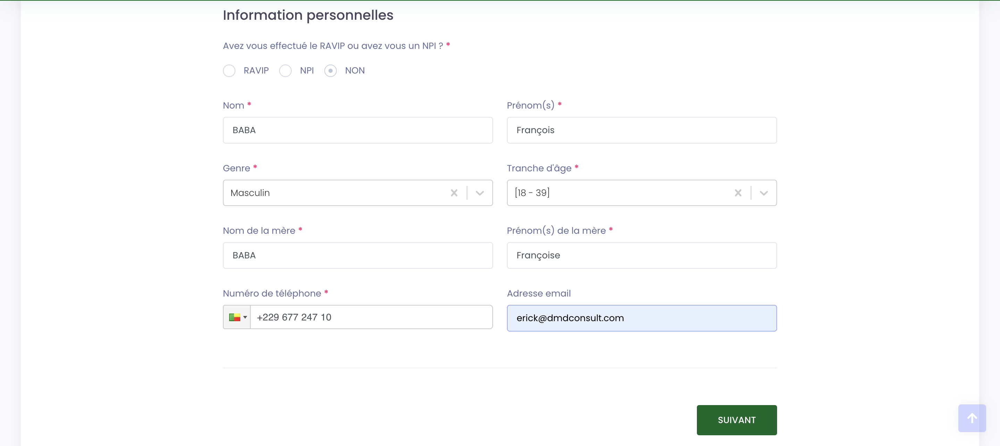 Information personnelles
Avez vous effectué le RAVIP ou avez vous un NPI ? *
RAVIP NPI NON
Nom * Prénom(s) *
BABA François
Genre * Tranche d'âge *
Masculin [18 - 39]
Nom de la mère * Prénom(s) de la mère *
BABA Françoise
Numéro de téléphone * Adresse email
+229 677 247 10 erick@dmdconsult.com
SUIVANT